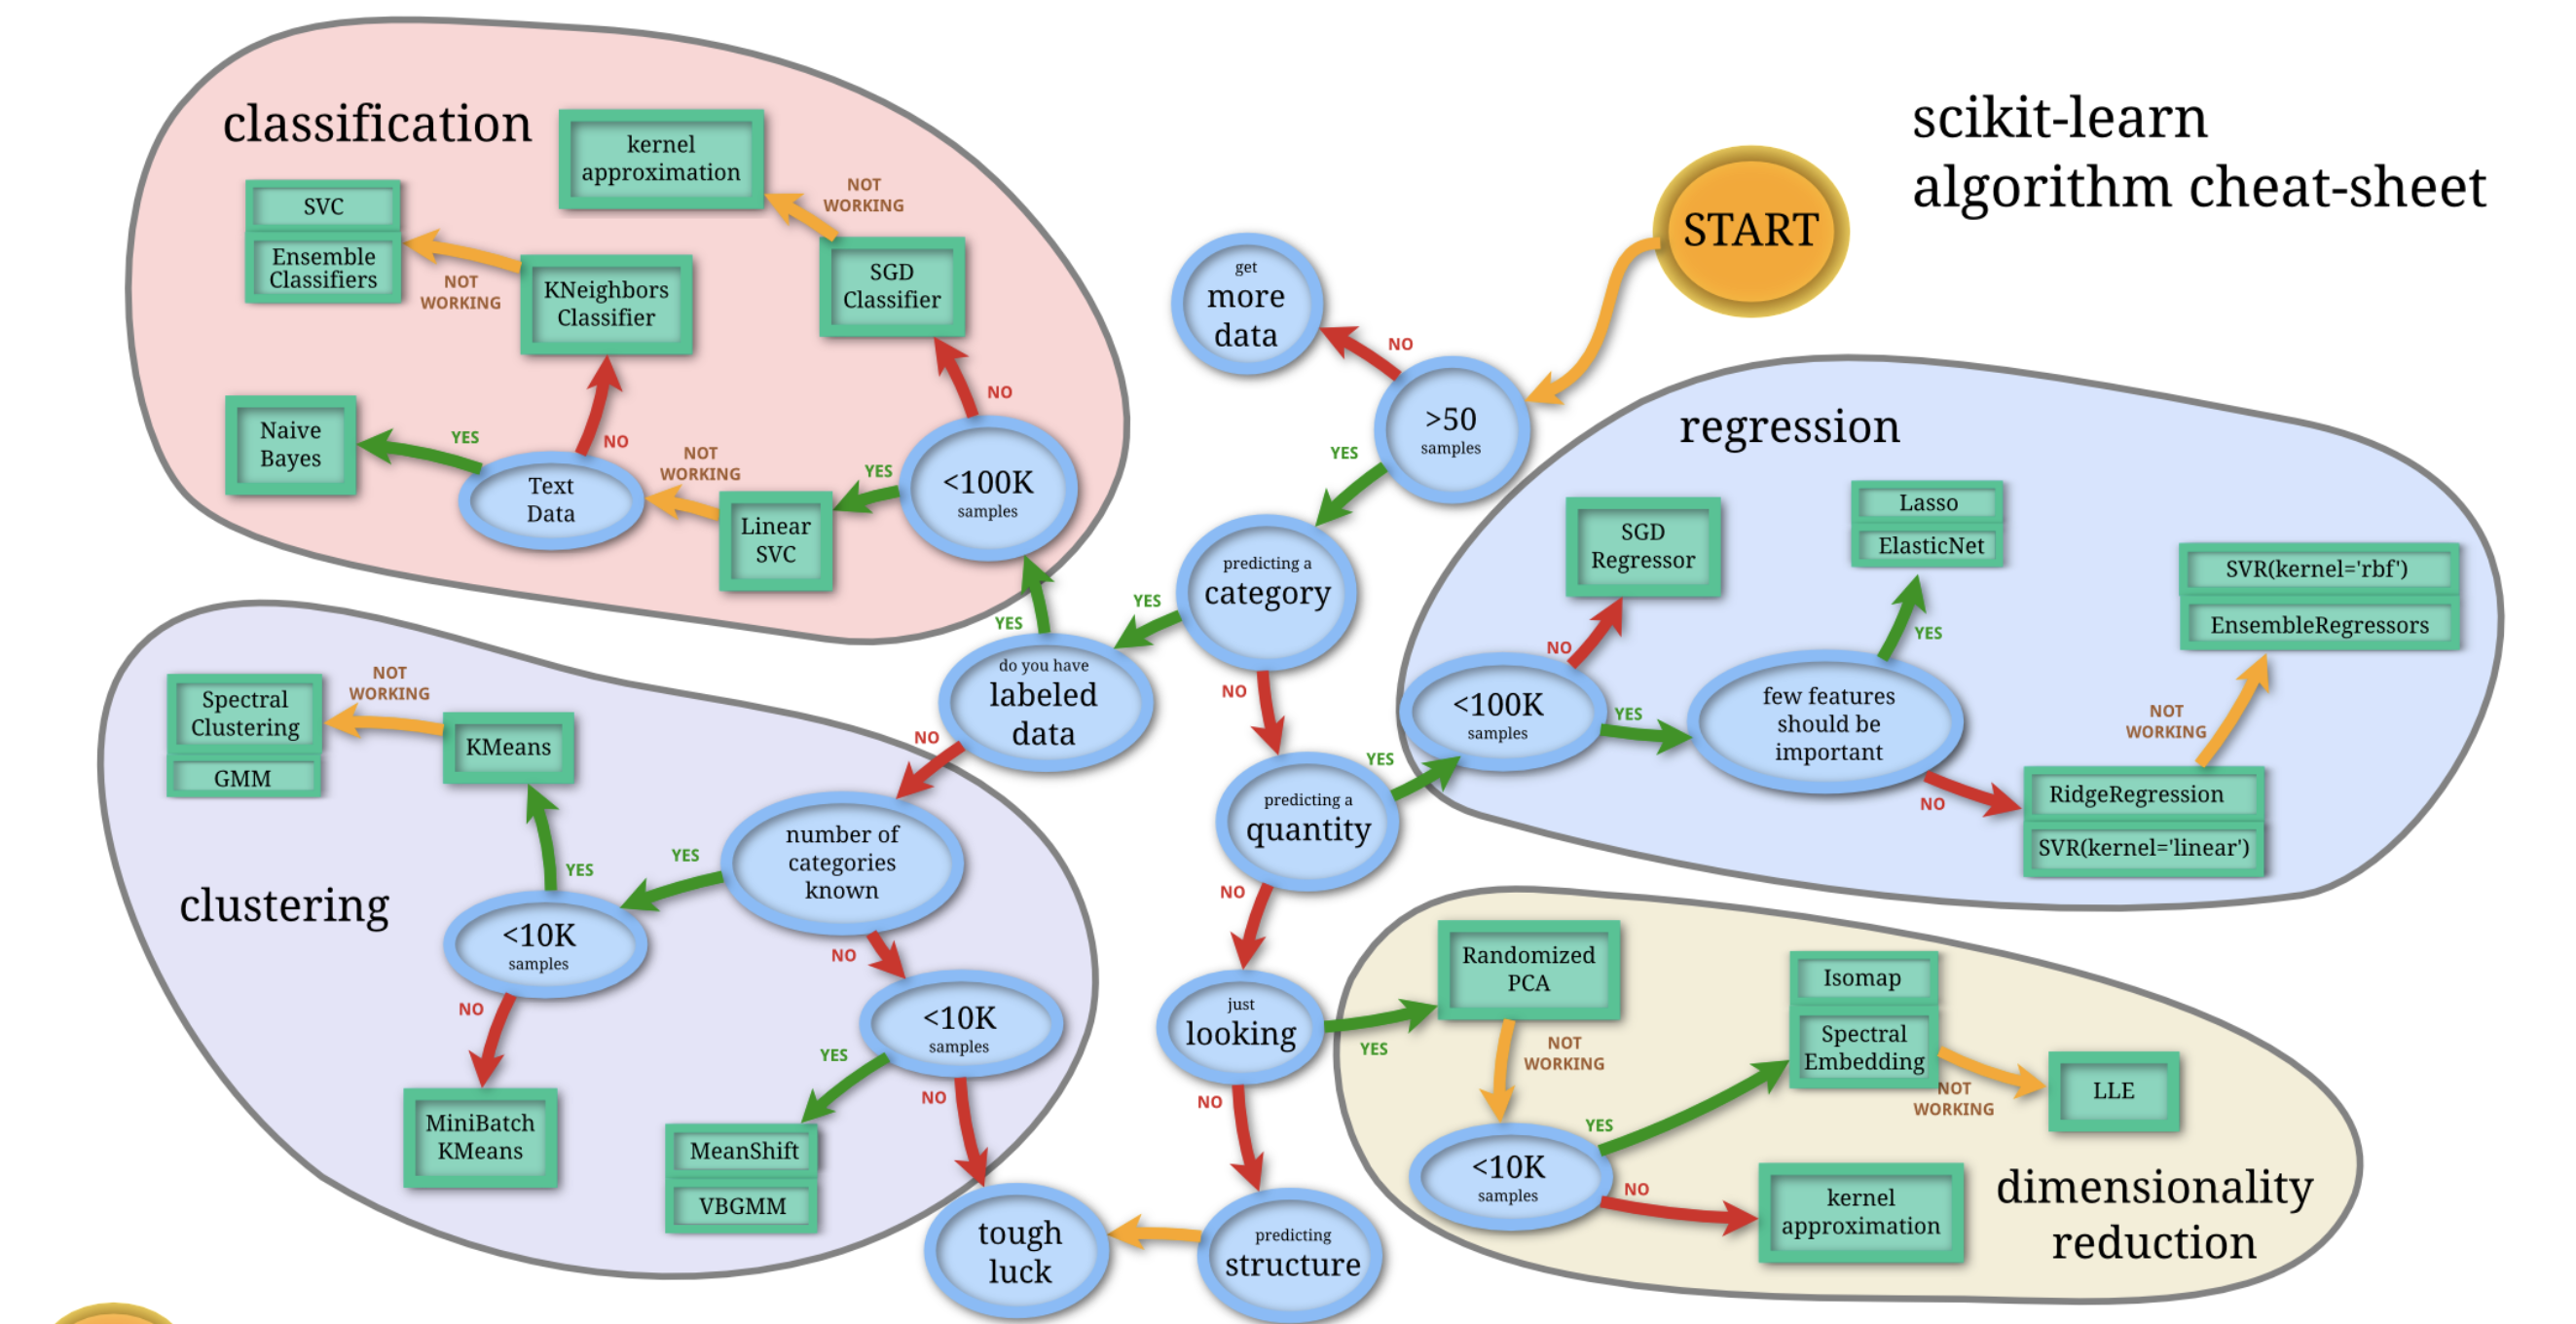 scikit-learn
algorithm cheat-sheet
START
classification
kernel
approximation
NOT
WORKING
SVC
Ensemble
Classifiers
NOT
WORKING
KNeighbors
Classifier
SGD
Classifier
NO
Naive
Bayes
YES
NO
Text
Data
NOT
WORKING
YES
Linear
SVC
<100K
samples
YES
get
more
data
NO
>50
samples
YES
predicting a
category
YES
NO
do you have
labeled
data
NO
predicting a
quantity
YES
NO
just
looking
YES
NO
predicting
structure
tough
luck
regression
SGD
Regressor
Lasso
ElasticNet
SVR(kernel='rbf')
EnsembleRegressors
NO
YES
<100K
samples
YES
few features
should be
important
NOT
WORKING
NO
RidgeRegression
SVR(kernel='linear')
clustering
Spectral
Clustering
GMM
NOT
WORKING
KMeans
YES
YES
number of
categories
known
<10K
samples
NO
NO
<10K
samples
YES
NO
MiniBatch
KMeans
MeanShift
VBGMM
Randomized
PCA
NOT
WORKING
Isomap
Spectral
Embedding
NOT
WORKING
LLE
YES
<10K
samples
NO
kernel
approximation
dimensionality
reduction